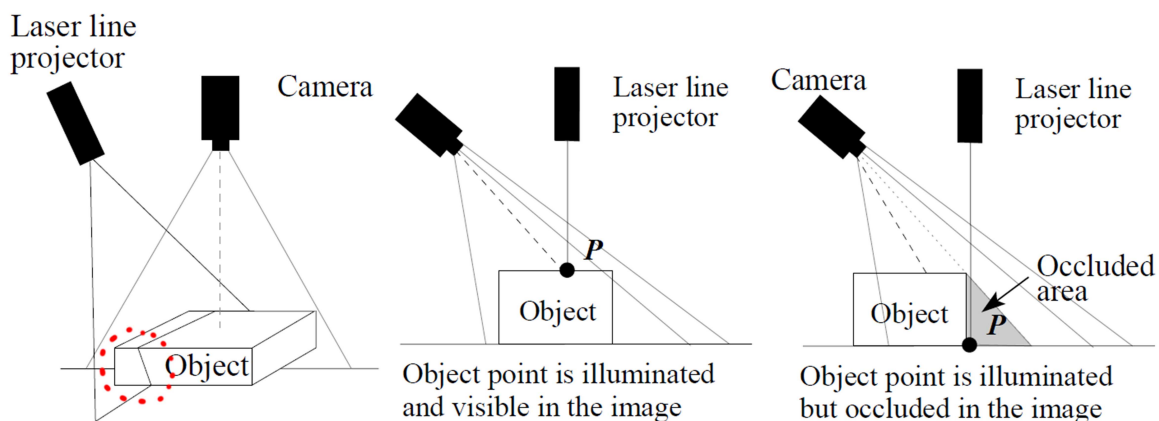 Laser line
projector
Camera
Object
Laser line
projector
P
Object
Object point is illuminated
and visible in the image
Camera
Laser line
projector
Occluded
area
P
Object
Object point is illuminated
but occluded in the image